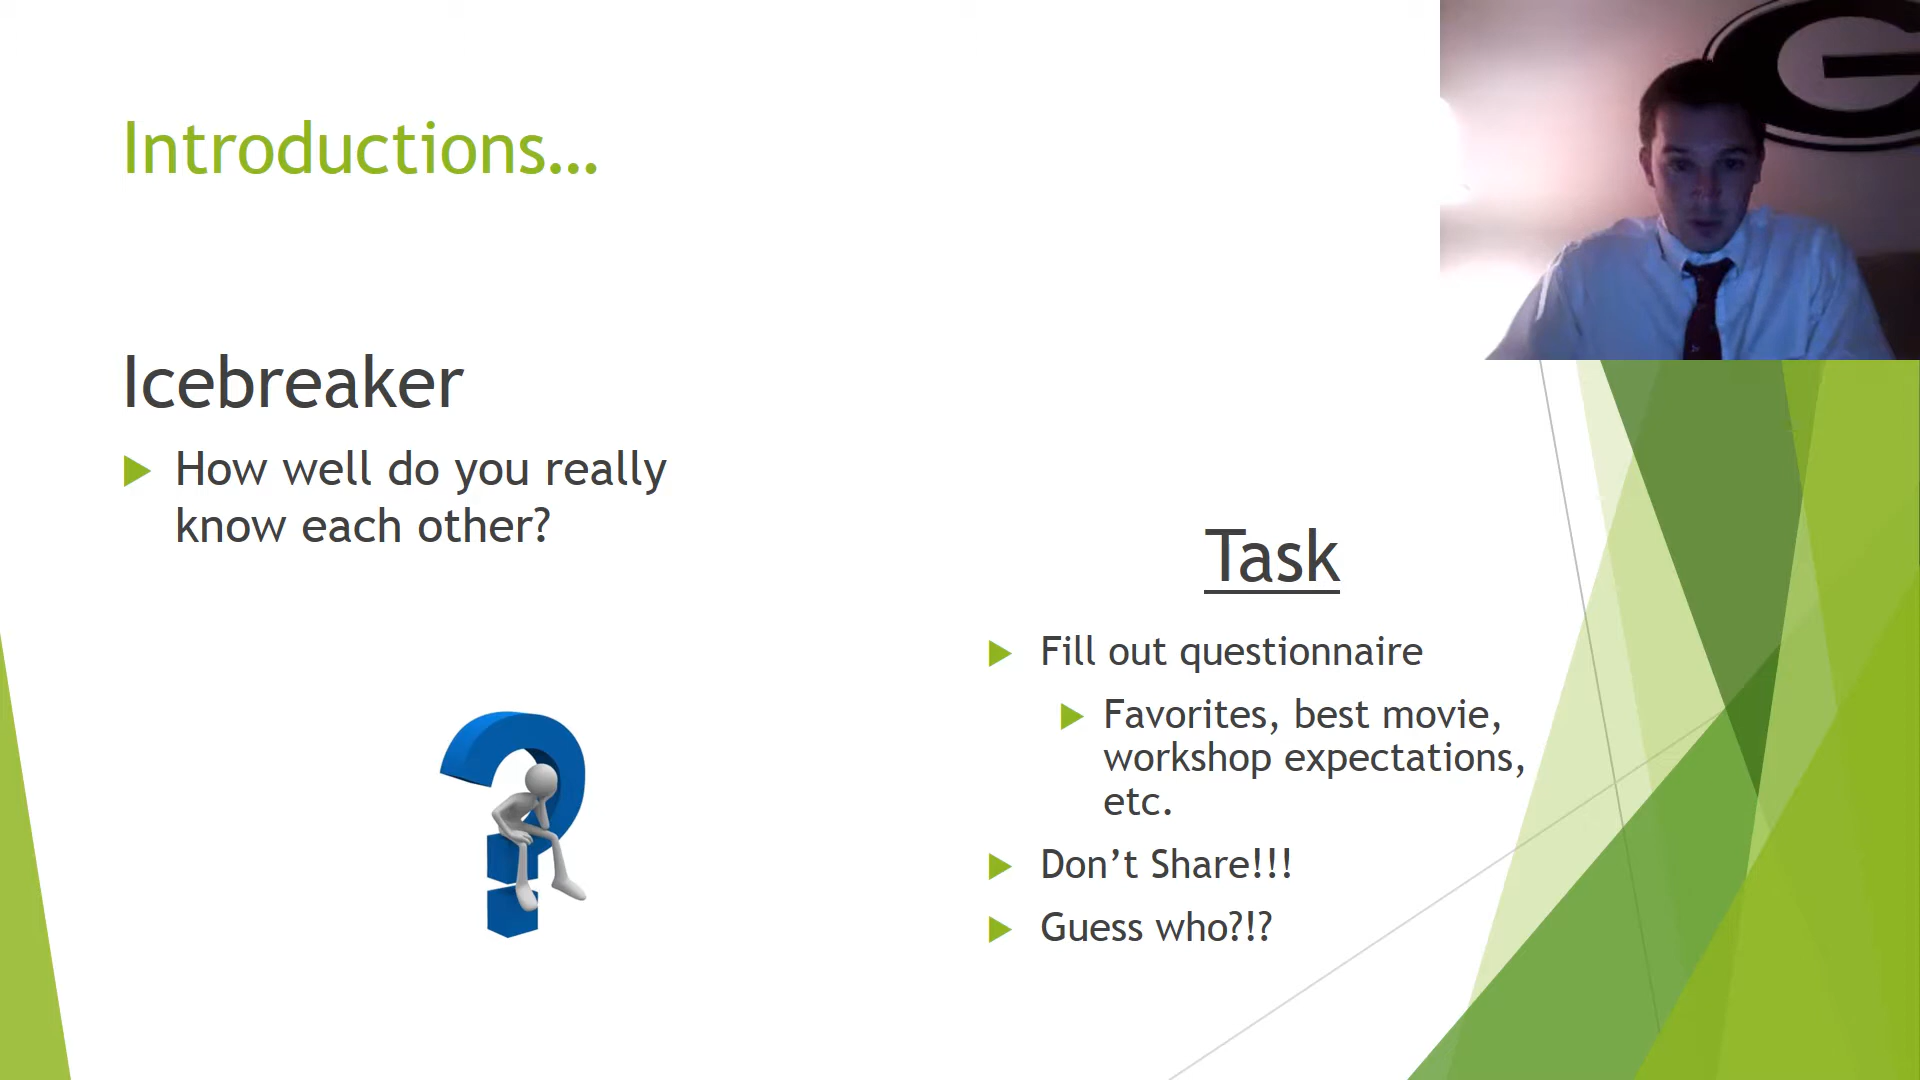 Introductions…
Icebreaker
How well do you really
know each other?
Task
Fill out questionnaire
Favorites, best movie,
workshop expectations,
etc.
Don’t Share!!!
Guess who?!?
G